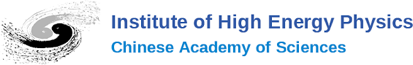 Institute of High Energy Physics
Chinese Academy of Sciences